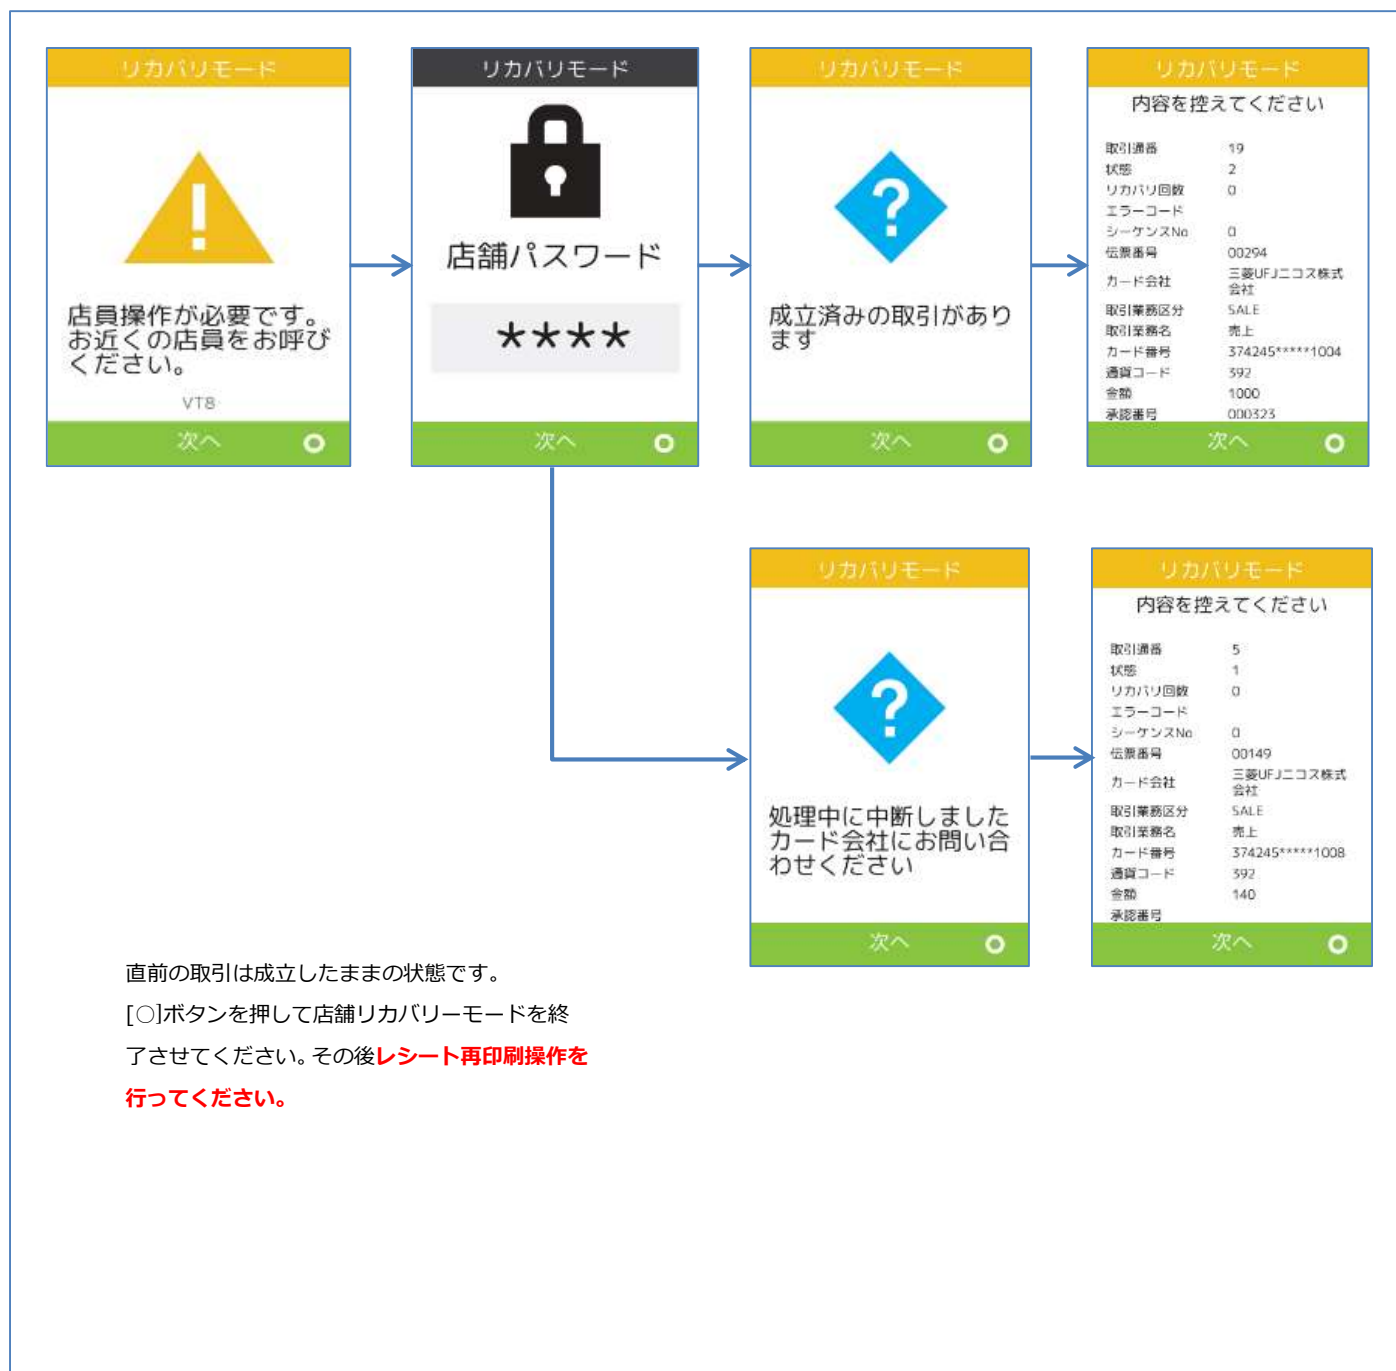 リカバリモード
店員操作が必要です。
お近くの店員をお呼び
ください。
VT8
次へ
リカバリモード
店舗パスワード
****
次へ
リカバリモード
成立済みの取引があり
ます
次へ
リカバリモード
内容を控えてください
取引通番 19
状態 2
リカバリ回数 0
エラーコード
シーケンスNo 0
伝票番号 00294
カード会社 三菱UFJニコス株式
会社
取引業務区分 SALE
取引業務名 売上
カード番号 374245*****1004
通貨コード 392
金額 1000
承認番号 000323
次へ
リカバリモード
処理中に中断しました
カード会社にお問い合
わせください
次へ
リカバリモード
内容を控えてください
取引通番 5
状態 1
リカバリ回数 0
エラーコード
シーケンスNo 0
伝票番号 00149
カード会社 三菱UFJニコス株式
会社
取引業務区分 SALE
取引業務名 売上
カード番号 374245*****1008
通貨コード 392
金額 140
承認番号
次へ
直前の取引は成立したままの状態です。
[○]ボタンを押して店舗リカバリーモードを終
了させてください。その後レシート再印刷操作を
行ってください。